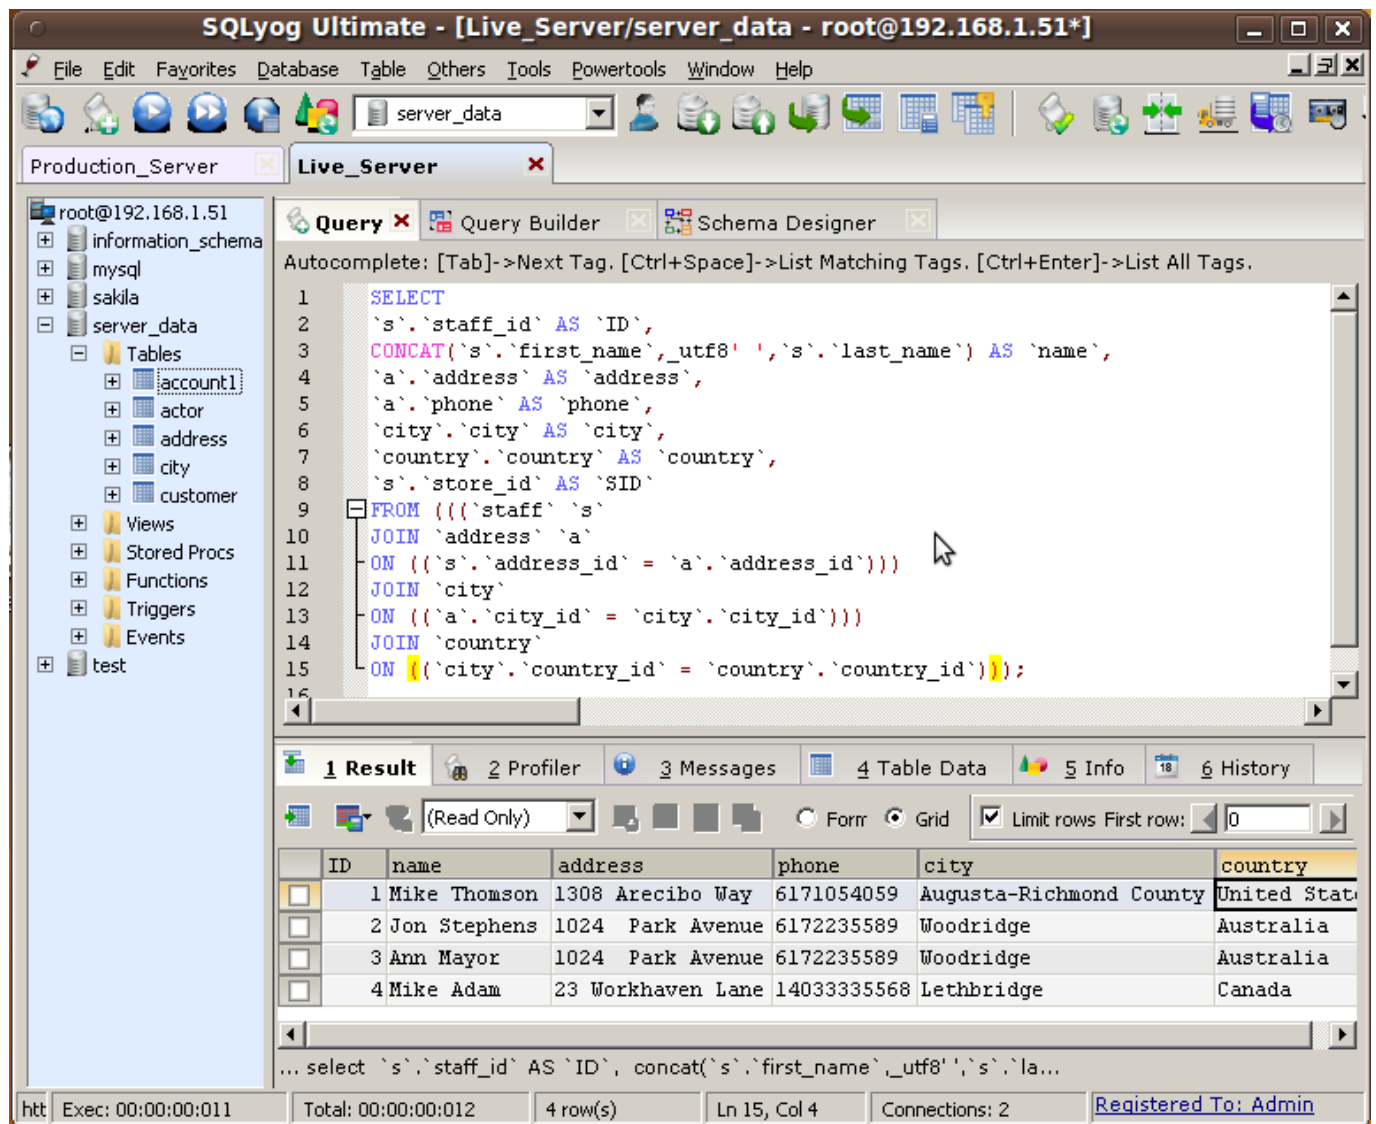 SQLyog Ultimate - [Live_Server/server_data - root@192.168.1.51*]
File Edit Favorites Database Table Others Tools Powertools Window Help
server_data
Production_Server Live_Server
root@192.168.1.51
information_schema
mysql
sakila
server_data
Tables
account1
actor
address
city
customer
Views
Stored Procs
Functions
Triggers
Events
test
Query Query Builder Schema Designer
Autocomplete: [Tab]->Next Tag. [Ctrl+Space]->List Matching Tags. [Ctrl+Enter]->List All Tags.
1 SELECT
2 `s`.`staff_id` AS `ID`,
3 CONCAT(`s`.`first_name`,_utf8' ',`s`.`last_name`) AS `name`,
4 `a`.`address` AS `address`,
5 `a`.`phone` AS `phone`,
6 `city`.`city` AS `city`,
7 `country`.`country` AS `country`,
8 `s`.`store_id` AS `SID`
9 FROM (((`staff` `s`
10 JOIN `address` `a`
11 ON ((`s`.`address_id` = `a`.`address_id`)))
12 JOIN `city`
13 ON ((`a`.`city_id` = `city`.`city_id`)))
14 JOIN `country`
15 ON ((`city`.`country_id` = `country`.`country_id`)));
16
1 Result 2 Profiler 3 Messages 4 Table Data 5 Info 18 6 History
(Read Only) Form Grid Limit rows First row: 0
ID name address phone city country
1 Mike Thomson 1308 Arecibo Way 6171054059 Augusta-Richmond County United State
2 Jon Stephens 1024  Park Avenue 6172235589 Woodridge Australia
3 Ann Mayor 1024  Park Avenue 6172235589 Woodridge Australia
4 Mike Adam 23 Workhaven Lane 14033335568 Lethbridge Canada
... select `s`.`staff_id` AS `ID`, concat(`s`.`first_name`,_utf8' ',`s`.`la...
htt Exec: 00:00:00:011 Total: 00:00:00:012 4 row(s) Ln 15, Col 4 Connections: 2 Registered To: Admin